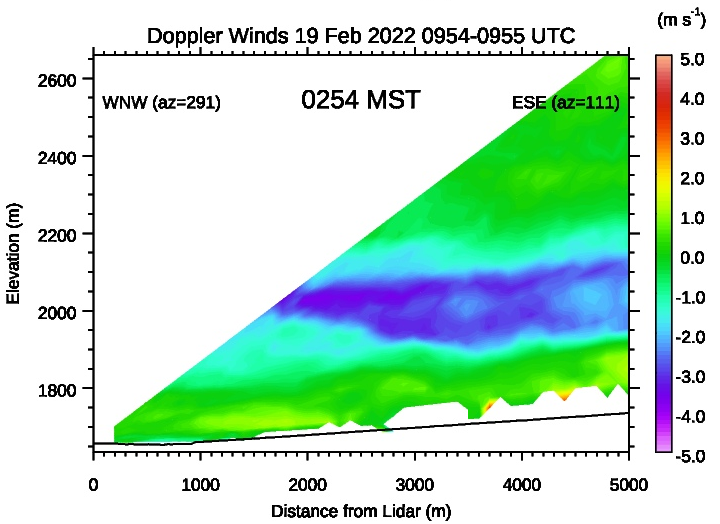 (m s-1)
Doppler Winds 19 Feb 2022 0954-0955 UTC
WNW (az=291) 0254 MST ESE (az=111)
Elevation (m)
2600
2400
2200
2000
1800
5.0
4.0
3.0
2.0
1.0
0.0
-1.0
-2.0
-3.0
-4.0
-5.0
0 1000 2000 3000 4000 5000
Distance from Lidar (m)